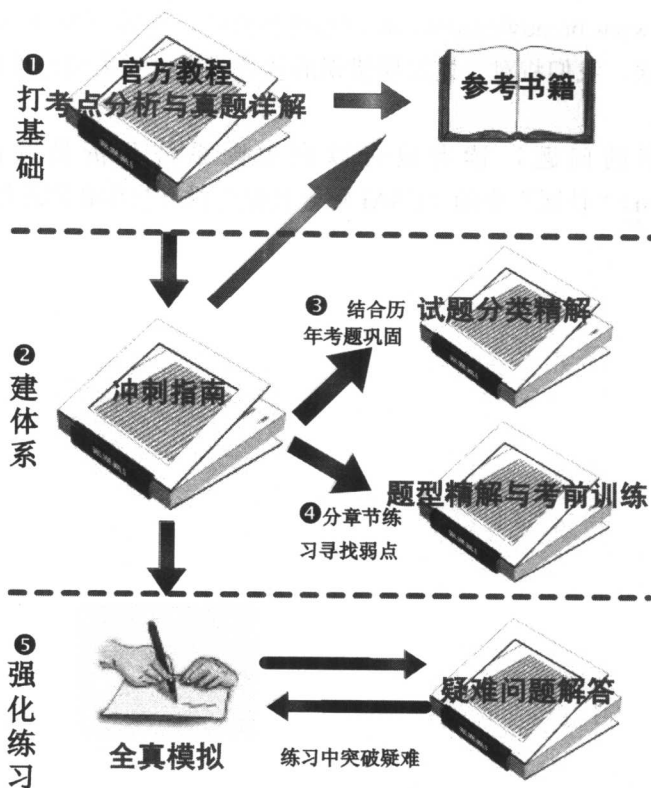 ❶
打基础
官方教程
考点分析与真题详解
参考书籍
❷
建体系
冲刺指南
❸ 结合历
年考题巩固
试题分类精解
❹分章节练
习寻找弱点
题型精解与考前训练
❺
强化练习
全真模拟
练习中突破疑难
疑难问题解答